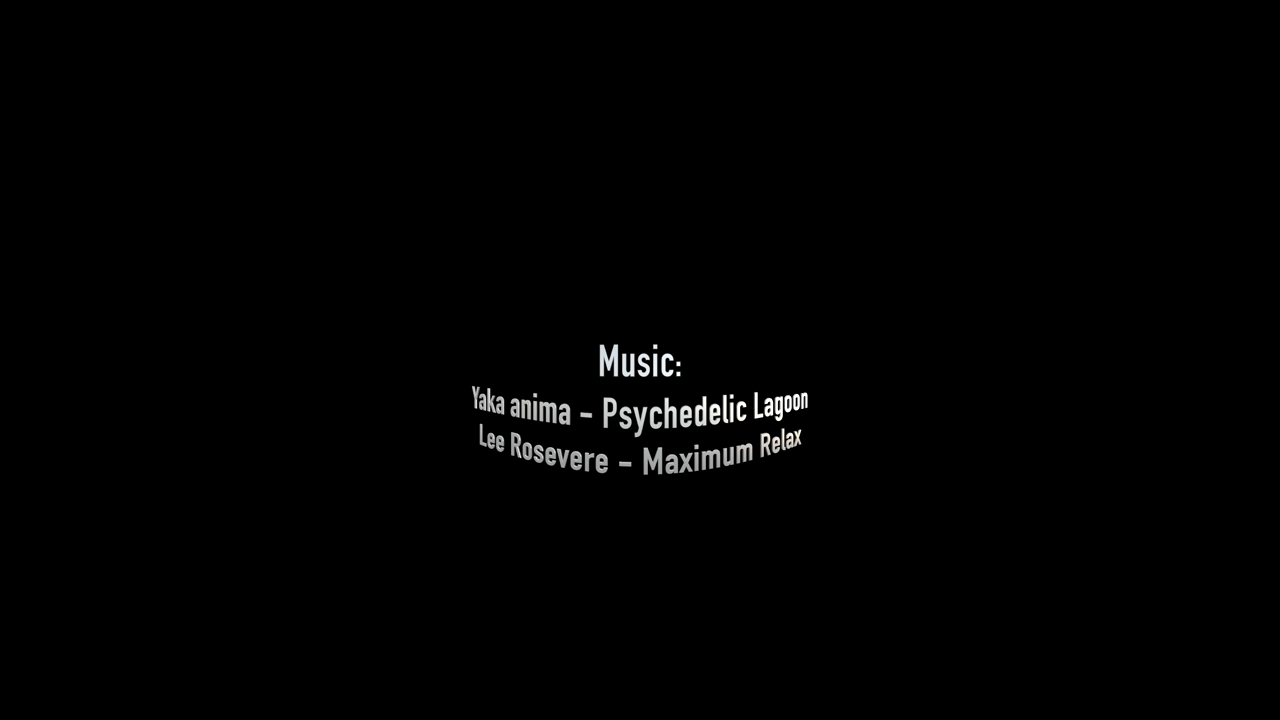 Music:
Yaka anima – Psychedelic Lagoon
Lee Rosevere – Maximum Relax